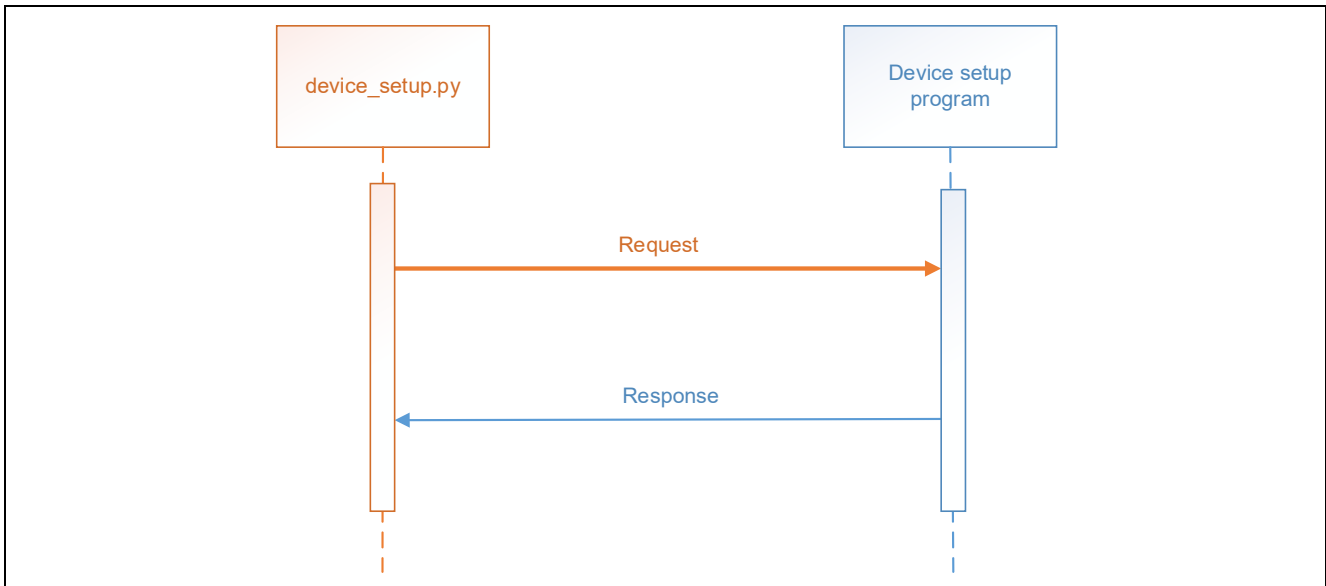 device_setup.py
Device setup
program
Request
Response